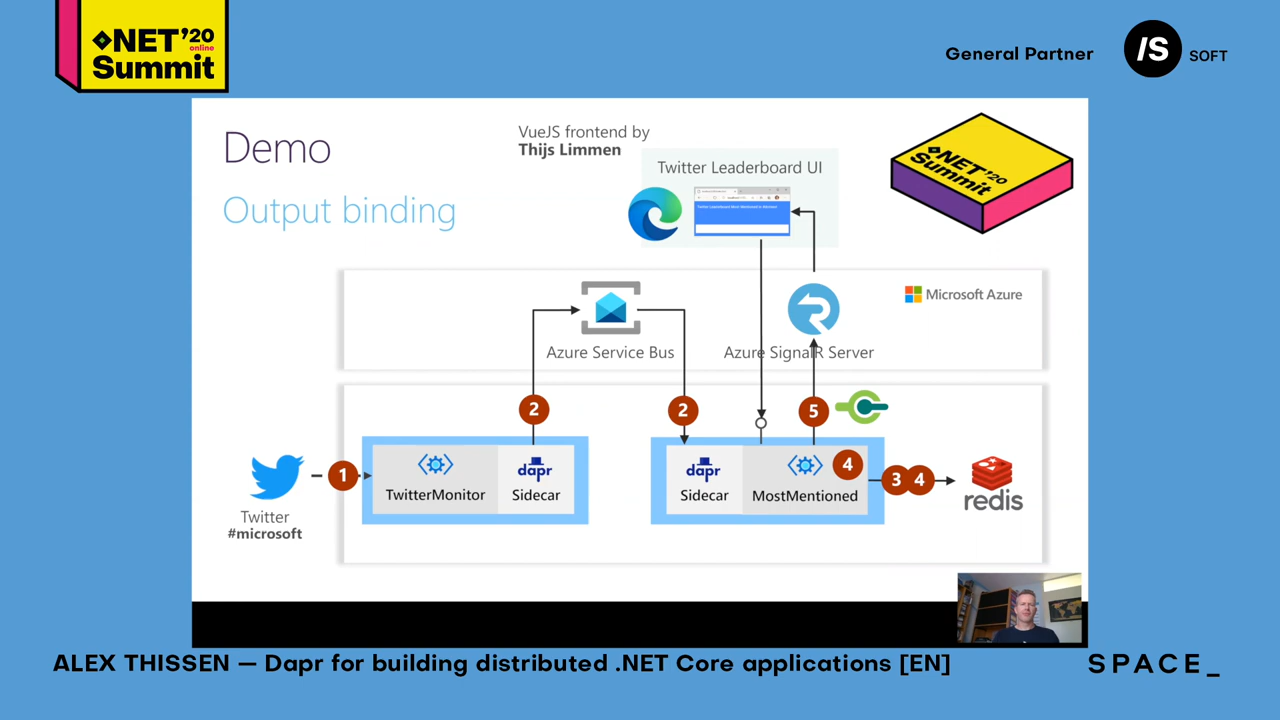 .NET'20
online
Summit
General Partner
/S
SOFT
Demo
Output binding
VueJS frontend by
Thijs Limmen
Twitter Leaderboard UI
.NET'20
Summit
Microsoft Azure
Azure Service Bus
Azure SignalR Server
2
2
5
1
TwitterMonitor
dapr
Sidecar
dapr
Sidecar
MostMentioned
4
3
4
redis
Twitter
#microsoft
ALEX THISSEN — Dapr for building distributed .NET Core applications [EN]
SPACE_